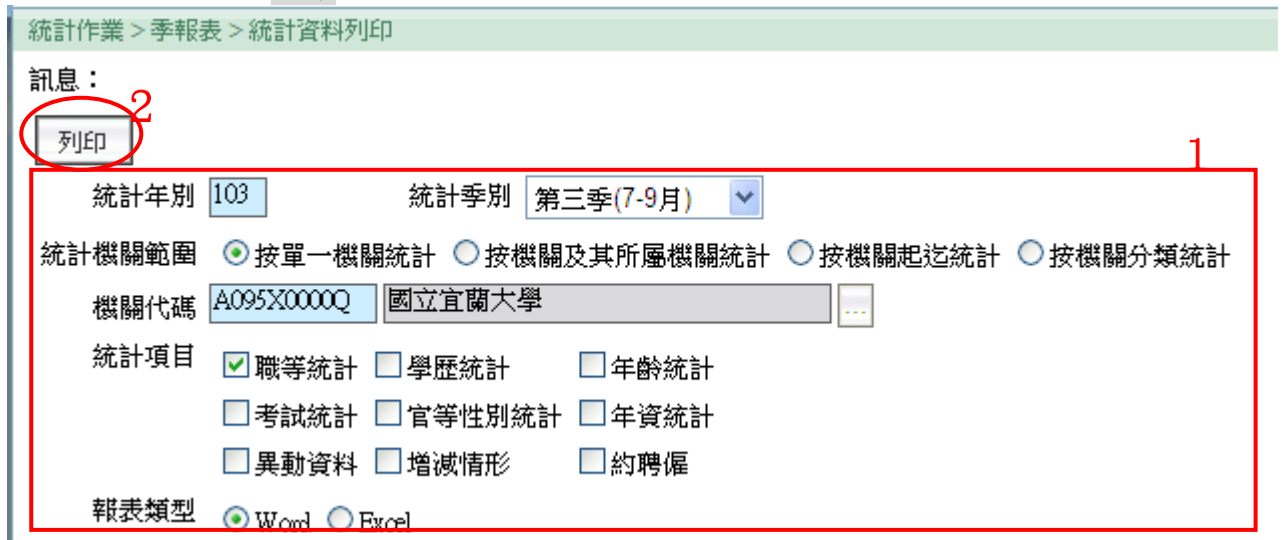 統計作業 > 季報表 > 統計資料列印
訊息：
2
列印
1
統計年別 103 統計季別 第三季(7-9月)
統計機關範圍 按單一機關統計 按機關及其所屬機關統計 按機關起迄統計 按機關分類統計
機關代碼 A095X0000Q 國立宜蘭大學 ...
統計項目 職等統計 學歷統計 年齡統計
考試統計 官等性別統計 年資統計
異動資料 增減情形 約聘僱
報表類型 Word Excel